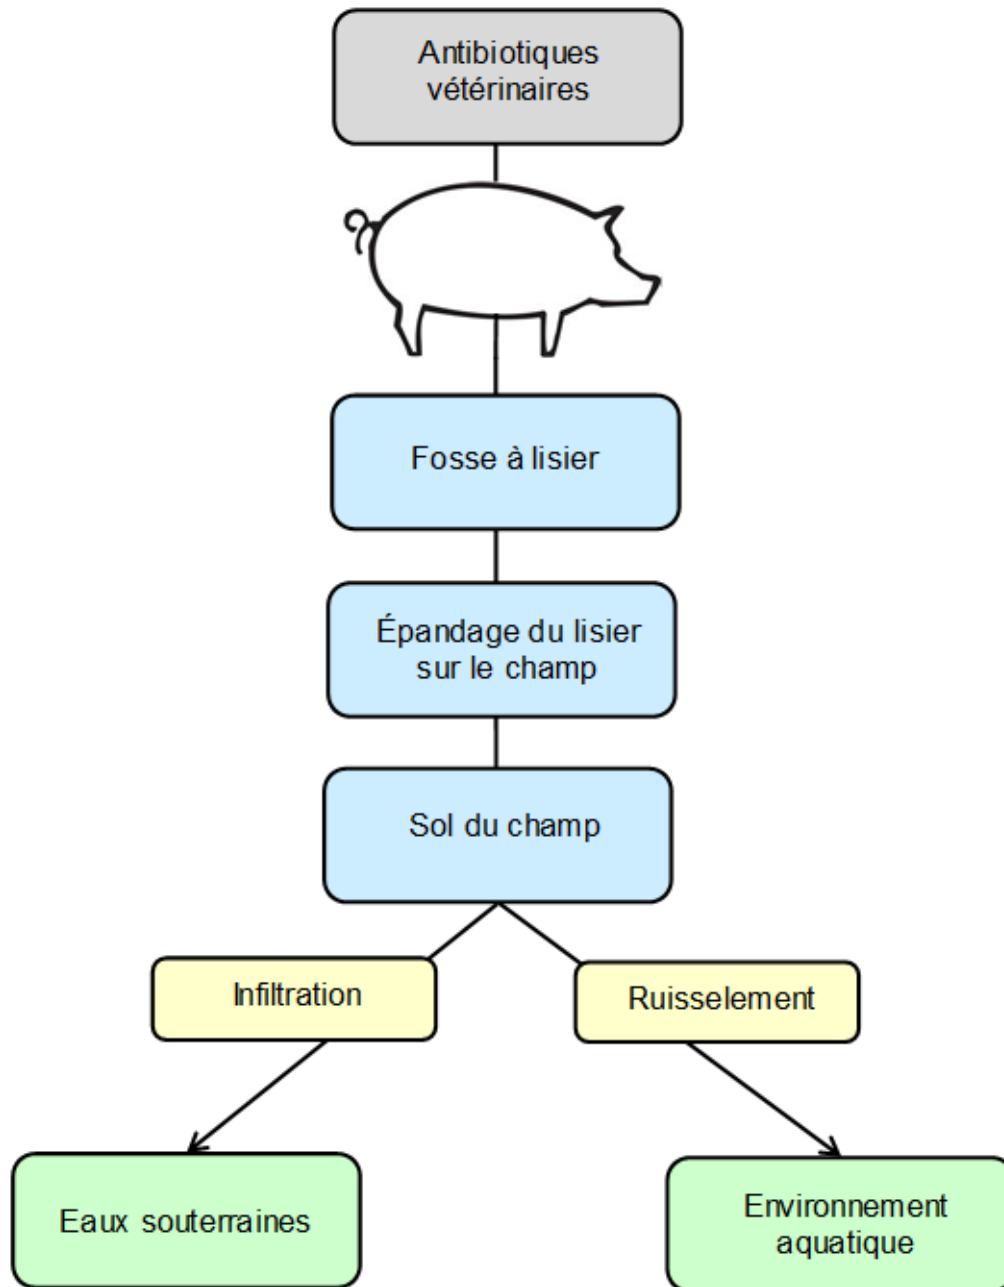 Antibiotiques
vétérinaires
Fosse à lisier
Épandage du lisier
sur le champ
Sol du champ
Infiltration
Ruisselement
Eaux souterraines
Environnement
aquatique